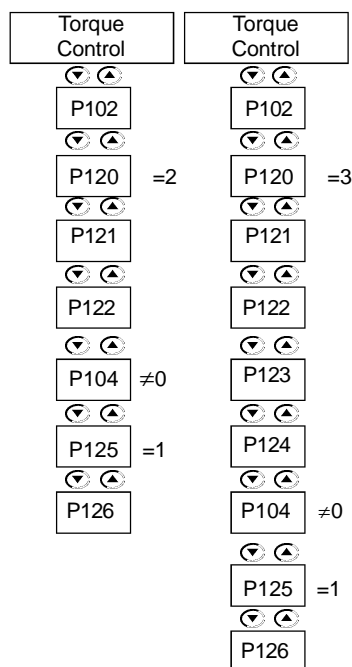 Torque
Control
P102
P120 =2
P121
P122
P104 ≠0
P125 =1
P126
Torque
Control
P102
P120 =3
P121
P122
P123
P124
P104 ≠0
P125 =1
P126